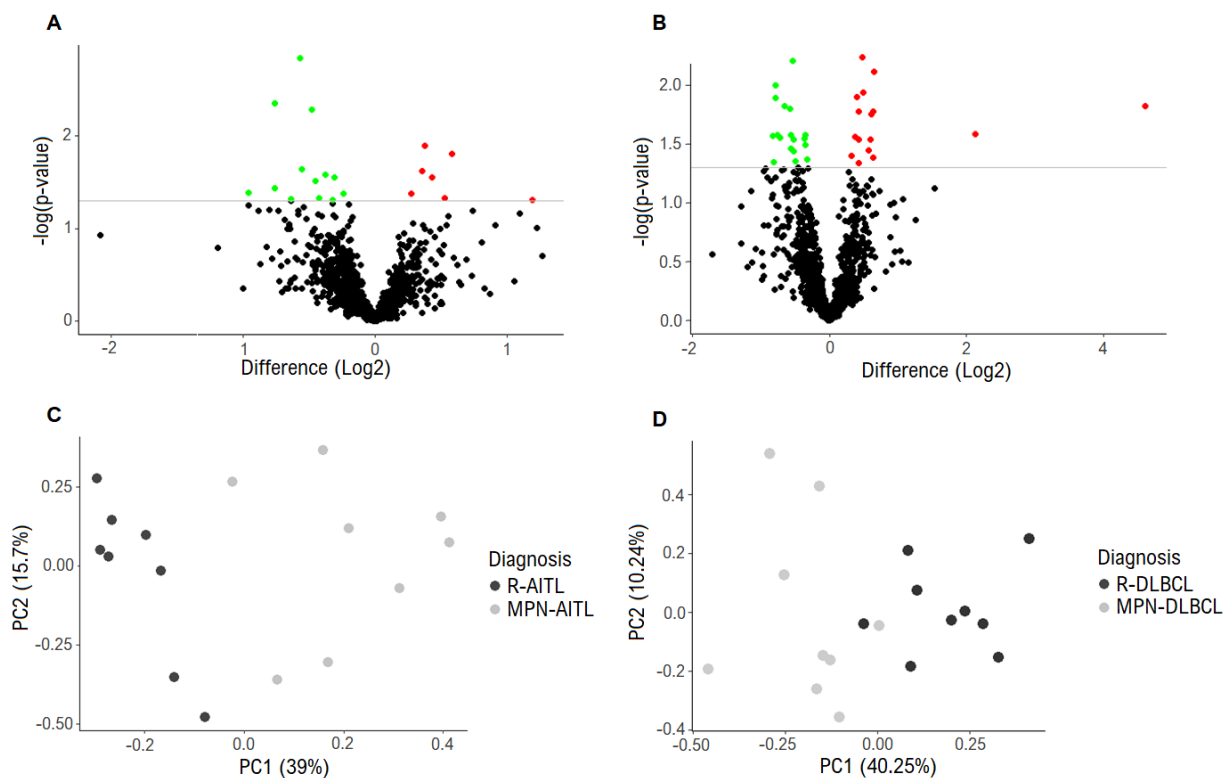 A
-log(p-value)
2
1
0
-2
1
0
1
Difference (Log2)
B
-log(p-value)
2.0
1.5
1.0
0.5
0.0
-2
0
2
4
Difference (Log2)
C
PC2 (15.7%)
0.25
0.00
-0.25
-0.50
-0.2
0.0
0.2
0.4
PC1 (39%)
Diagnosis
R-AITL
MPN-AITL
D
PC2 (10.24%)
0.4
0.2
0.0
-0.2
-0.4
-0.50
-0.25
0.00
0.25
PC1 (40.25%)
Diagnosis
R-DLBCL
MPN-DLBCL